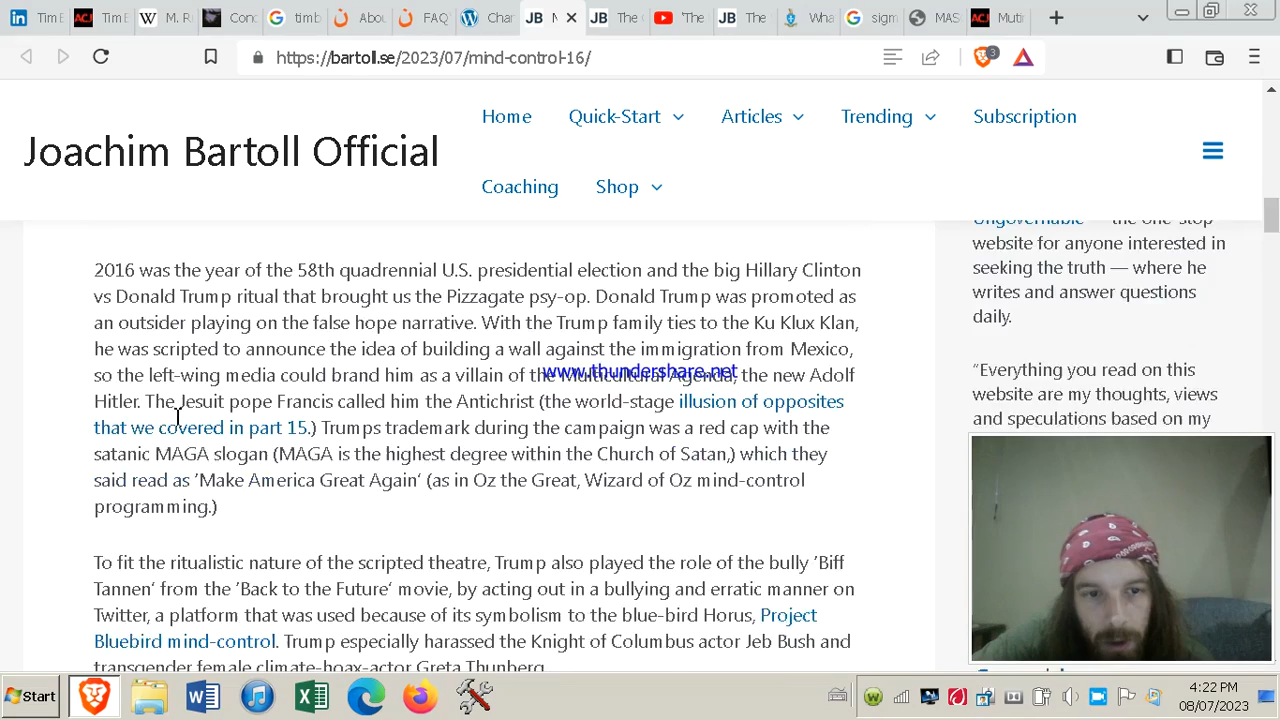 Tim E
ACJ
Tim E
M. R
Conc
tim b
Abou
FAQ
Cha
JB
N
JB
The
'The
JB
The
Wha
sigm
MAS
ACJ
Muti
https://bartoll.se/2023/07/mind-control-16/
3
Joachim Bartoll Official
Home
Quick-Start
Articles
Trending
Subscription
Coaching
Shop
2016 was the year of the 58th quadrennial U.S. presidential election and the big Hillary Clinton
vs Donald Trump ritual that brought us the Pizzagate psy-op. Donald Trump was promoted as
an outsider playing on the false hope narrative. With the Trump family ties to the Ku Klux Klan,
he was scripted to announce the idea of building a wall against the immigration from Mexico,
so the left-wing media could brand him as a villain of the Multicultural Agenda, the new Adolf
Hitler. The Jesuit pope Francis called him the Antichrist (the world-stage illusion of opposites
that we covered in part 15.) Trumps trademark during the campaign was a red cap with the
satanic MAGA slogan (MAGA is the highest degree within the Church of Satan,) which they
said read as ’Make America Great Again‘ (as in Oz the Great, Wizard of Oz mind-control
programming.)
To fit the ritualistic nature of the scripted theatre, Trump also played the role of the bully ’Biff
Tannen‘ from the ’Back to the Future‘ movie, by acting out in a bullying and erratic manner on
Twitter, a platform that was used because of its symbolism to the blue-bird Horus, Project
Bluebird mind-control. Trump especially harassed the Knight of Columbus actor Jeb Bush and
transgender female climate-hoax-actor Greta Thunberg.
www.thundershare.net
Ungovernable — the one-stop
website for anyone interested in
seeking the truth — where he
writes and answer questions
daily.
“Everything you read on this
website are my thoughts, views
and speculations based on my
Start
4:22 PM
08/07/2023